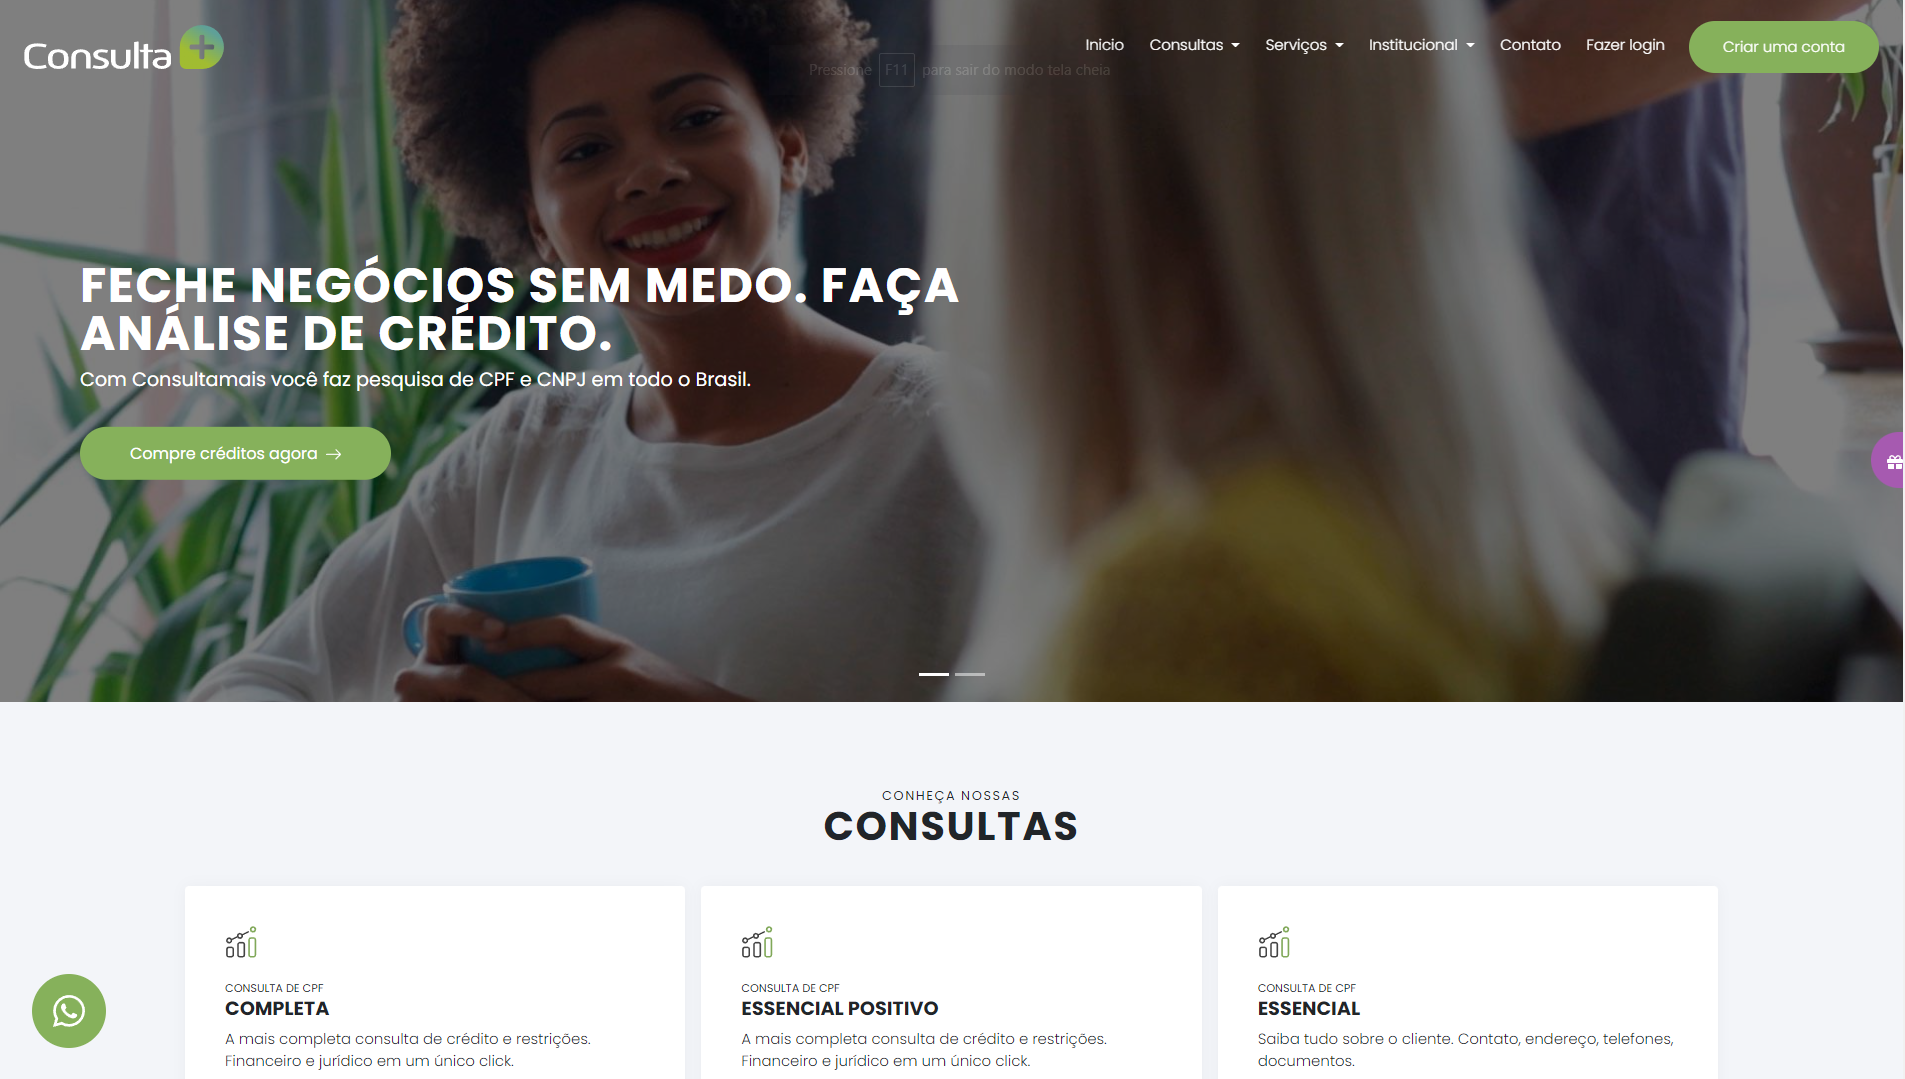 Consulta+
Inicio
Consultas
Serviços
Institucional
Contato
Fazer login
Criar uma conta
Pressione F11 para sair do modo tela cheia
FECHE NEGÓCIOS SEM MEDO. FAÇA
ANÁLISE DE CRÉDITO.
Com Consultamais você faz pesquisa de CPF e CNPJ em todo o Brasil.
Compre créditos agora →
CONHEÇA NOSSAS
CONSULTAS
CONSULTA DE CPF
COMPLETA
A mais completa consulta de crédito e restrições.
Financeiro e jurídico em um único click.
CONSULTA DE CPF
ESSENCIAL POSITIVO
A mais completa consulta de crédito e restrições.
Financeiro e jurídico em um único click.
CONSULTA DE CPF
ESSENCIAL
Saiba tudo sobre o cliente. Contato, endereço, telefones,
documentos.